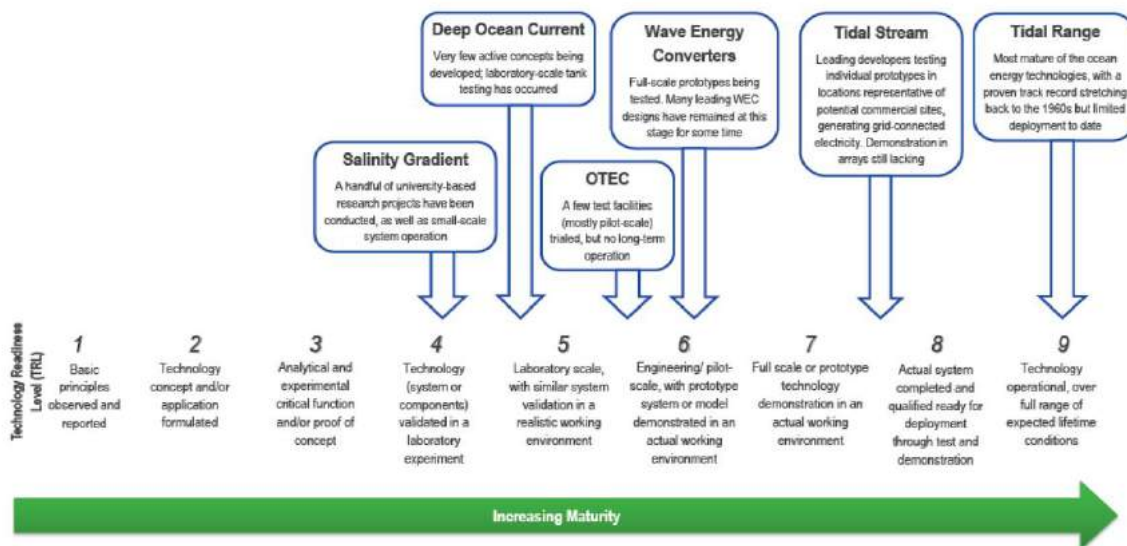 Deep Ocean Current
Very few active concepts being
developed; laboratory-scale tank
testing has occurred
Wave Energy
Converters
Full-scale prototypes being
tested. Many leading WEC
designs have remained at this
stage for some time
Tidal Stream
Leading developers testing
individual prototypes in
locations representative of
potential commercial sites,
generating grid-connected
electricity. Demonstration in
arrays still lacking
Tidal Range
Most mature of the ocean
energy technologies, with a
proven track record stretching
back to the 1960s but limited
deployment to date
Salinity Gradient
A handful of university-based
research projects have been
conducted, as well as small-scale
system operation
OTEC
A few test facilities
(mostly pilot-scale)
trialed, but no long-term
operation
Technology Readiness
Level (TRL)
1
Basic
principles
observed and
reported
2
Technology
concept and/or
application
formulated
3
Analytical and
experimental
critical function
and/or proof of
concept
4
Technology
(system or
components)
validated in a
laboratory
experiment
5
Laboratory scale,
with similar system
validation in a
realistic working
environment
6
Engineering/ pilot-
scale, with prototype
system or model
demonstrated in an
actual working
environment
7
Full scale or prototype
technology
demonstration in an
actual working
environment
8
Actual system
completed and
qualified ready for
deployment
through test and
demonstration
9
Technology
operational, over
full range of
expected lifetime
conditions
Increasing Maturity